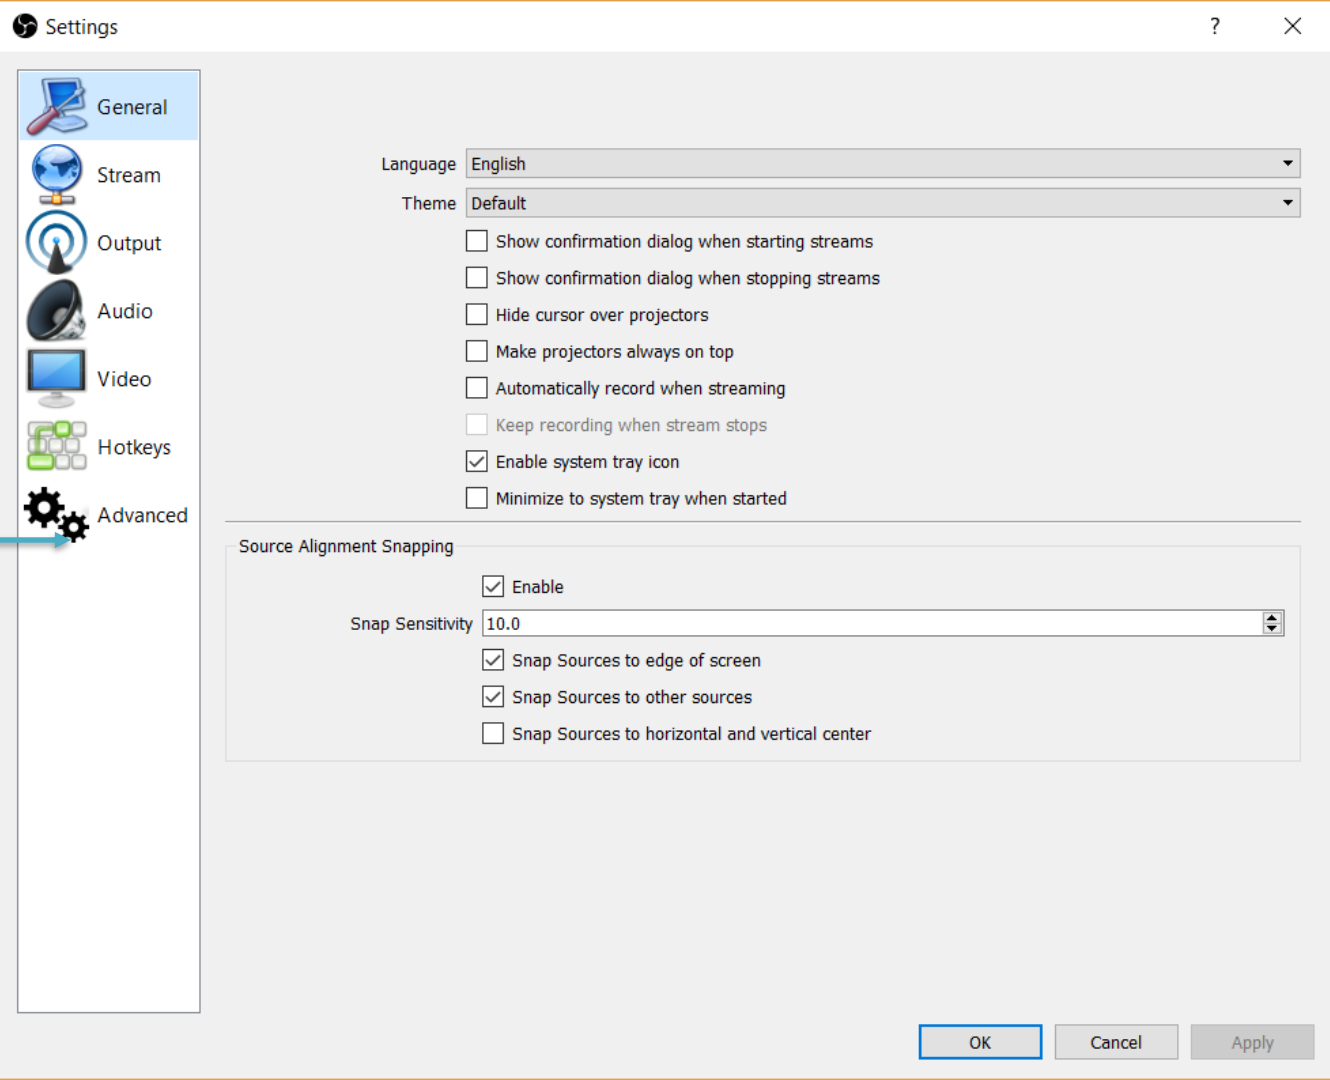 Settings
?
General
Stream
Output
Audio
Video
Hotkeys
Advanced
Language English
Theme Default
Show confirmation dialog when starting streams
Show confirmation dialog when stopping streams
Hide cursor over projectors
Make projectors always on top
Automatically record when streaming
Keep recording when stream stops
Enable system tray icon
Minimize to system tray when started
Source Alignment Snapping
Enable
Snap Sensitivity 10.0
Snap Sources to edge of screen
Snap Sources to other sources
Snap Sources to horizontal and vertical center
OK Cancel Apply